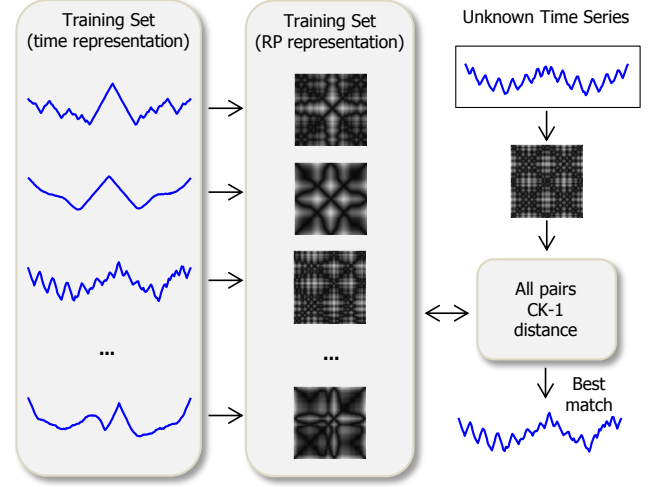 Training Set
(time representation)
...
Training Set
(RP representation)
...
Unknown Time Series
All pairs
CK-1
distance
Best
match